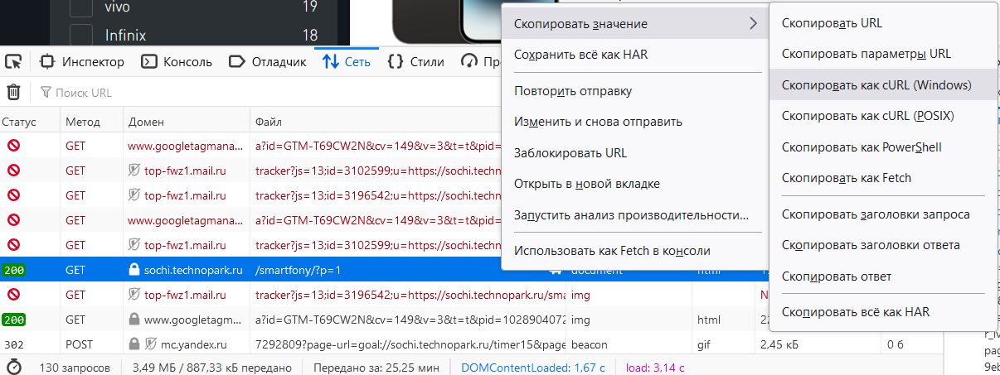 vivo 19
Infinix 18
Инспектор Консоль Отладчик Сеть Стили
Поиск URL
Статус Метод Домен Файл
GET www.googletagmana... a?id=GTM-T69CW2N&cv=149&v=3&t=t&pid=
GET top-fwz1.mail.ru tracker?js=13;id=3102599;u=https://sochi.techno
GET top-fwz1.mail.ru tracker?js=13;id=3196542;u=https://sochi.techno
GET www.googletagmana... a?id=GTM-T69CW2N&cv=149&v=3&t=t&pid=
GET top-fwz1.mail.ru tracker?js=13;id=3102599;u=https://sochi.techno
200 GET sochi.technopark.ru /smartfony/?p=1 document html
GET top-fwz1.mail.ru tracker?js=13;id=3196542;u=https://sochi.technopark.ru/sma img N
200 GET www.googletagm... a?id=GTM-T69CW2N&cv=149&v=3&t=t&pid=1028904072 img html 22
302 POST mc.yandex.ru 7292809?page-url=goal://sochi.technopark.ru/timer15&page beacon gif 2,45 кБ 0 б
130 запросов 3,49 МБ / 887,33 кБ передано Передано за: 25,25 мин DOMContentLoaded: 1,67 с load: 3,14 с
Скопировать значение
Сохранить всё как HAR
Повторить отправку
Изменить и снова отправить
Заблокировать URL
Открыть в новой вкладке
Запустить анализ производительности...
Использовать как Fetch в консоли
Скопировать URL
Скопировать параметры URL
Скопировать как cURL (Windows)
Скопировать как cURL (POSIX)
Скопировать как PowerShell
Скопировать как Fetch
Скопировать заголовки запроса
Скопировать заголовки ответа
Скопировать ответ
Скопировать всё как HAR
pag
9eb